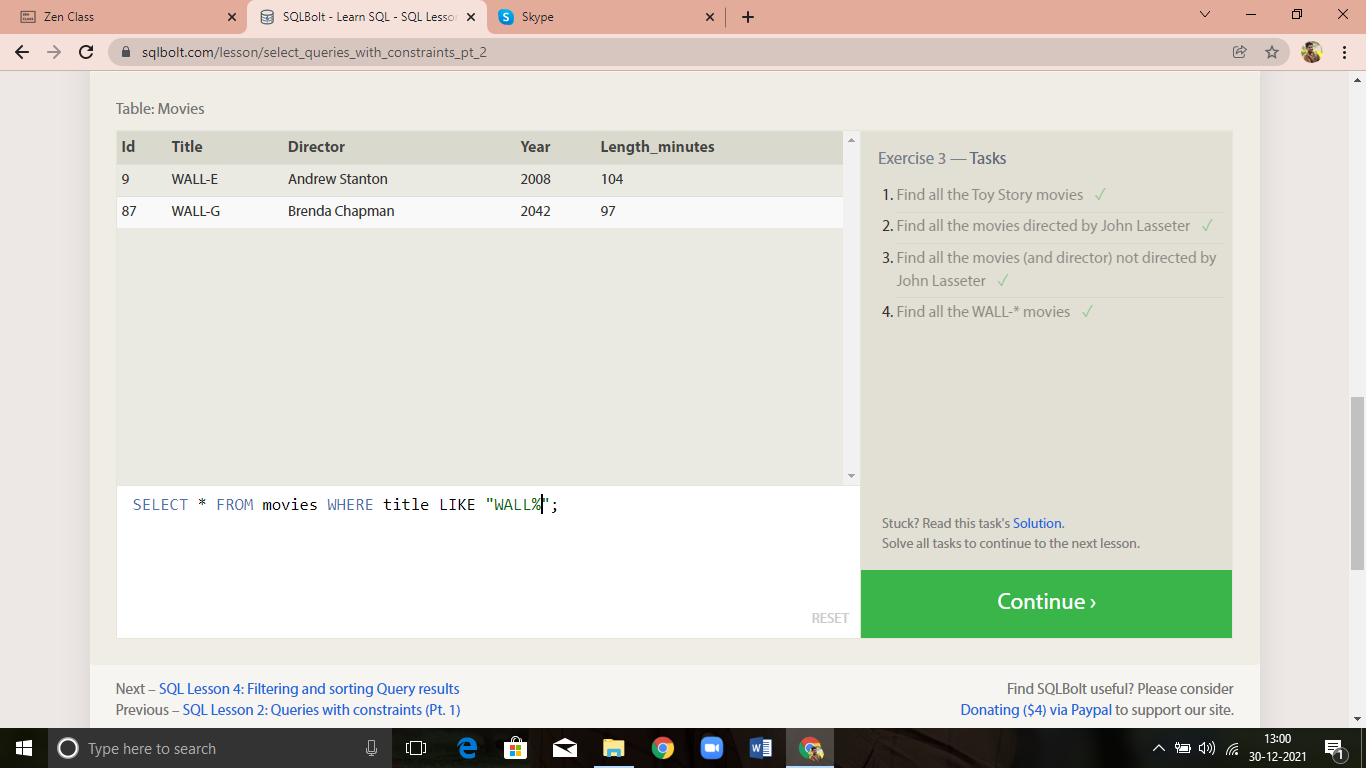 Zen Class
SQLBolt - Learn SQL - SQL Lesson
Skype
sqlbolt.com/lesson/select_queries_with_constraints_pt_2
Table: Movies
Id Title Director Year Length_minutes
9 WALL-E Andrew Stanton 2008 104
87 WALL-G Brenda Chapman 2042 97
Exercise 3 — Tasks
1. Find all the Toy Story movies ✓
2. Find all the movies directed by John Lasseter ✓
3. Find all the movies (and director) not directed by
John Lasseter ✓
4. Find all the WALL-* movies ✓
SELECT * FROM movies WHERE title LIKE "WALL%";
RESET
Stuck? Read this task's Solution.
Solve all tasks to continue to the next lesson.
Continue ›
Next – SQL Lesson 4: Filtering and sorting Query results
Previous – SQL Lesson 2: Queries with constraints (Pt. 1)
Find SQLBolt useful? Please consider
Donating ($4) via Paypal to support our site.
Type here to search
13:00
30-12-2021
1